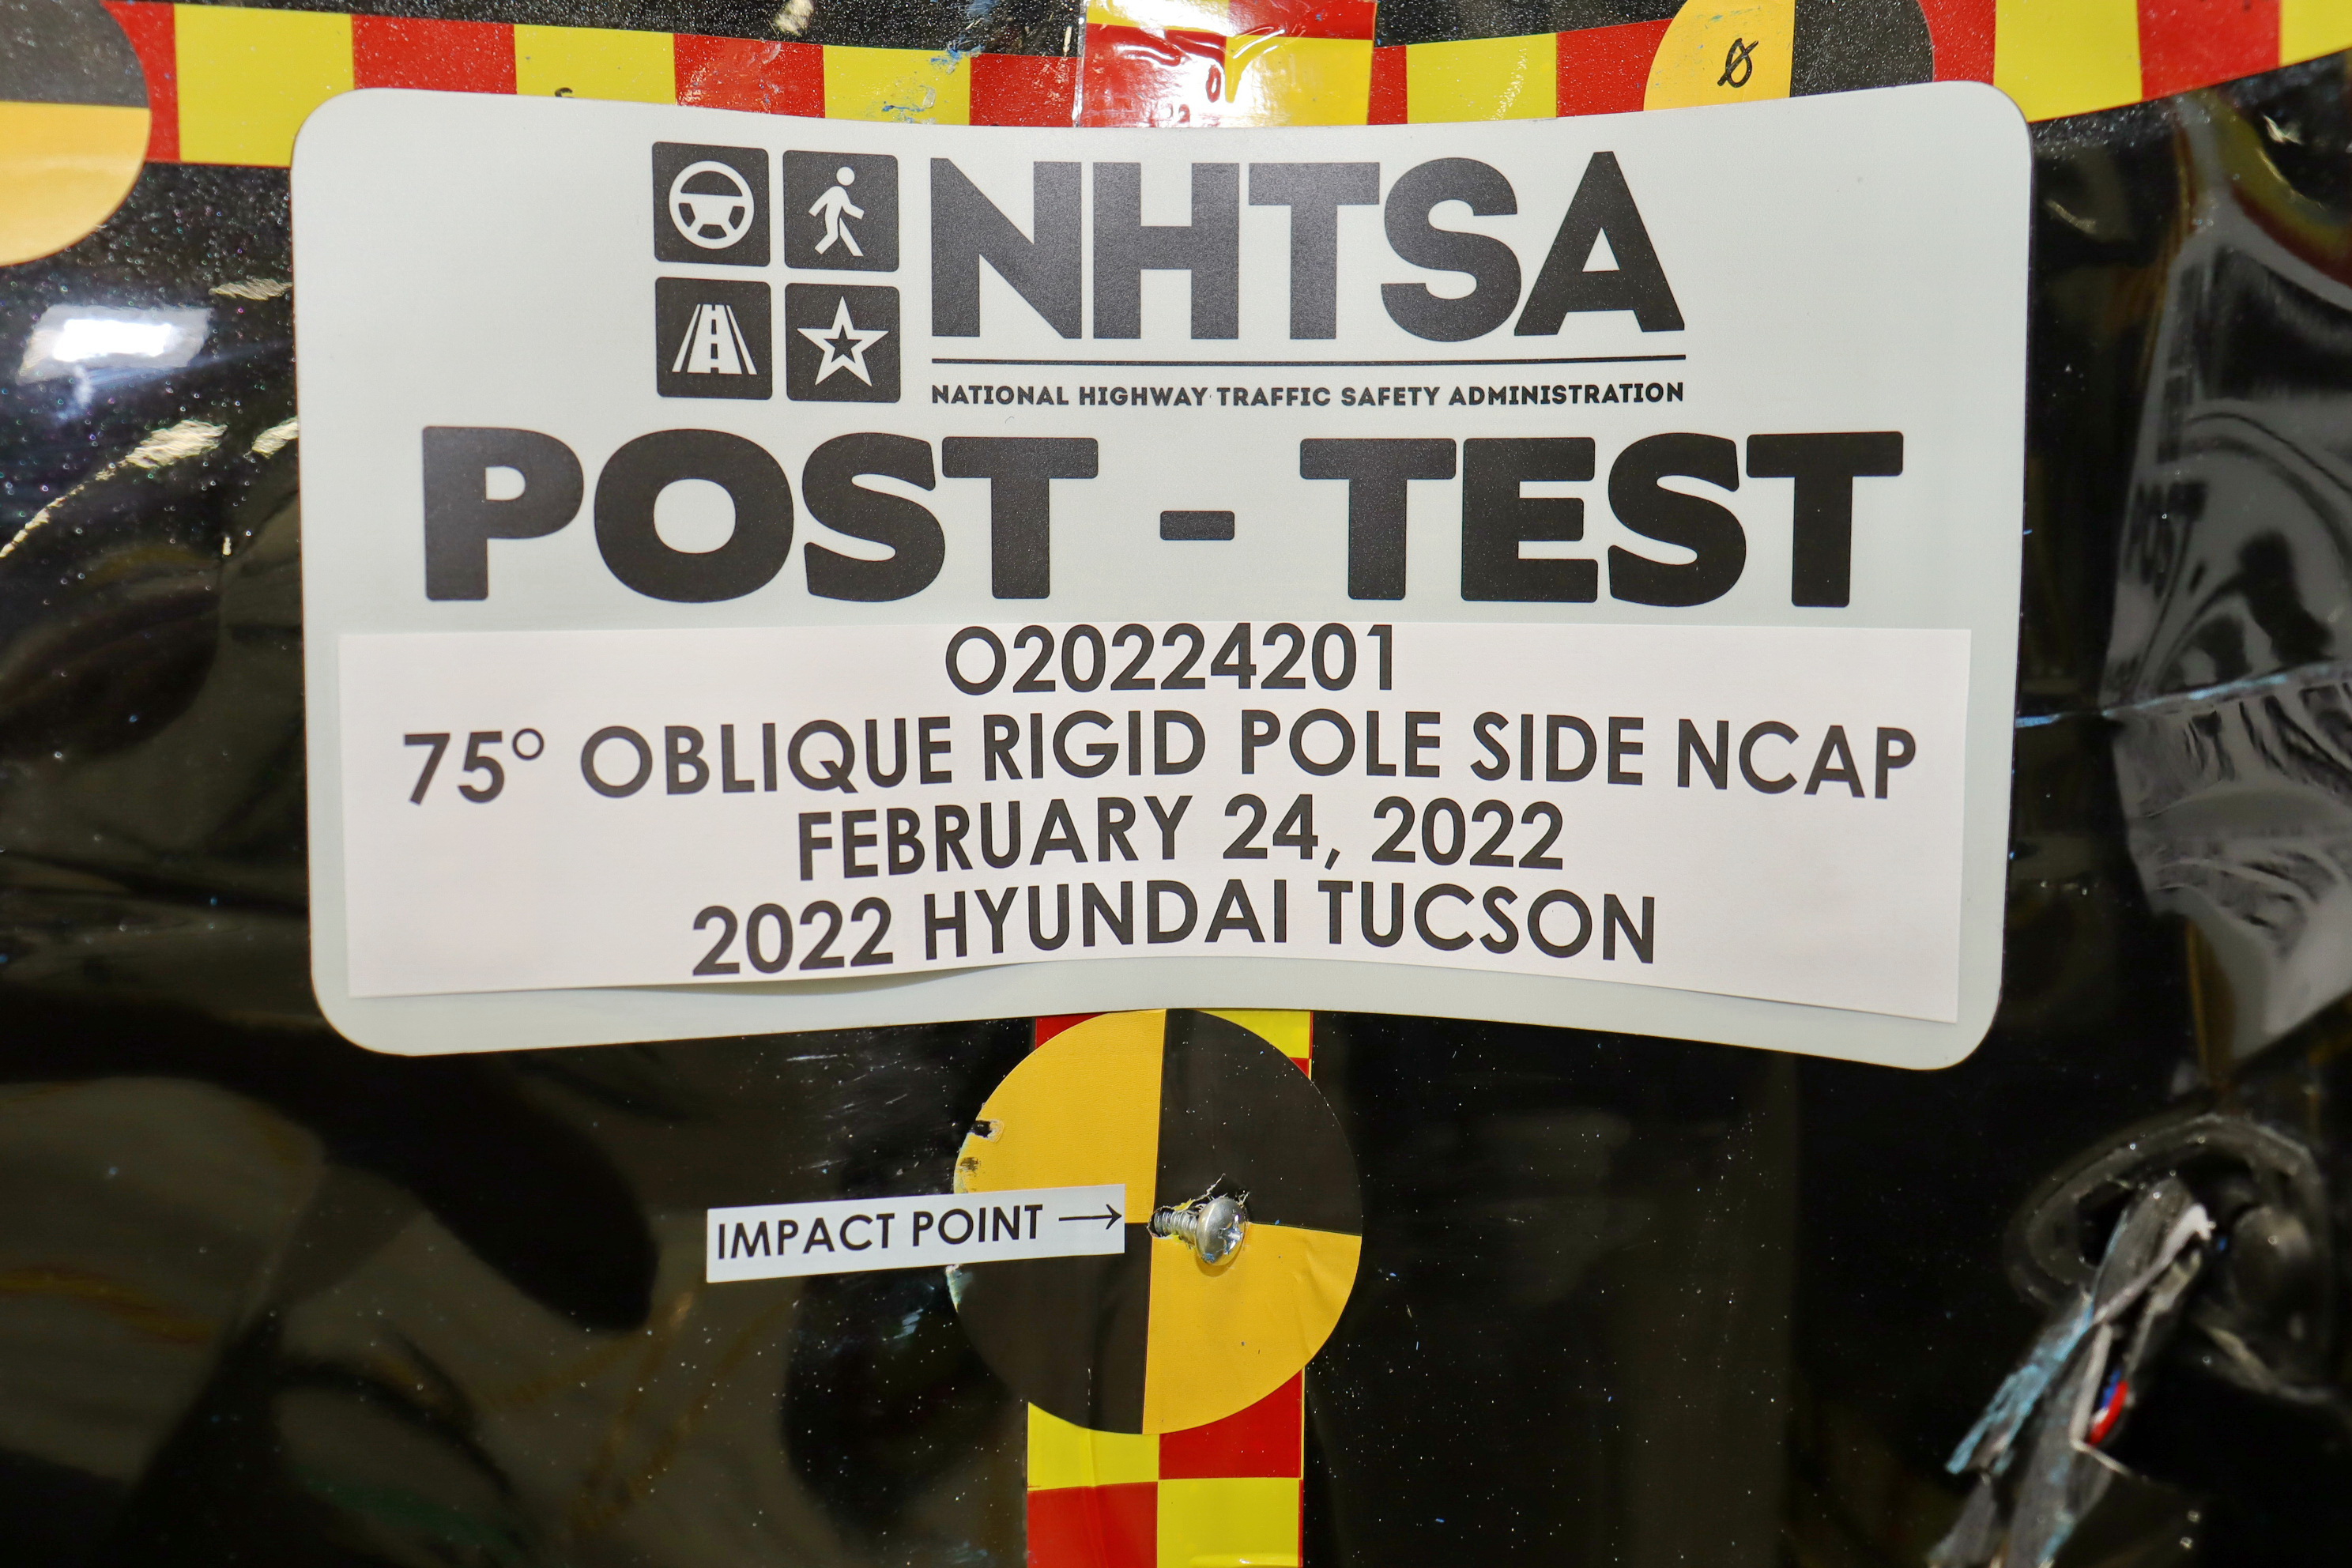 NHTSA
NATIONAL HIGHWAY TRAFFIC SAFETY ADMINISTRATION
POST - TEST
O20224201
75° OBLIQUE RIGID POLE SIDE NCAP
FEBRUARY 24, 2022
2022 HYUNDAI TUCSON
IMPACT POINT →